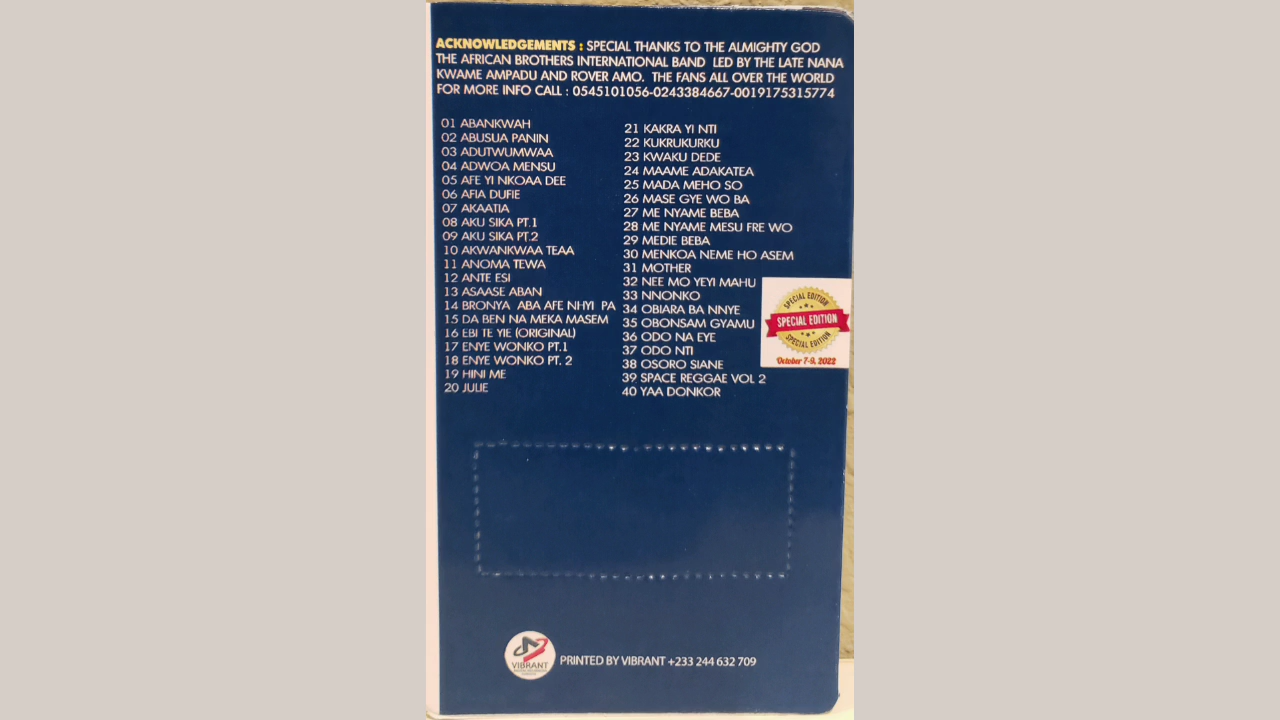 ACKNOWLEDGEMENTS : SPECIAL THANKS TO THE ALMIGHTY GOD
THE AFRICAN BROTHERS INTERNATIONAL BAND LED BY THE LATE NANA
KWAME AMPADU AND ROVER AMO. THE FANS ALL OVER THE WORLD
FOR MORE INFO CALL : 0545101056-0243384667-0019175315774
01 ABANKWAH
02 ABUSUA PANIN
03 ADUTWUMWAA
04 ADWOA MENSU
05 AFE YI NKOAA DEE
06 AFIA DUFIE
07 AKAATIA
08 AKU SIKA PT.1
09 AKU SIKA PT.2
10 AKWANKWAA TEAA
11 ANOMA TEWA
12 ANTE ESI
13 ASAASE ABAN
14 BRONYA ABA AFE NHYI PA
15 DA BEN NA MEKA MASEM
16 EBI TE YIE (ORIGINAL)
17 ENYE WONKO PT.1
18 ENYE WONKO PT. 2
19 HINI ME
20 JULIE
21 KAKRA YI NTI
22 KUKRUKURKU
23 KWAKU DEDE
24 MAAME ADAKATEA
25 MADA MEHO SO
26 MASE GYE WO BA
27 ME NYAME BEBA
28 ME NYAME MESU FRE WO
29 MEDIE BEBA
30 MENKOA NEME HO ASEM
31 MOTHER
32 NEE MO YEYI MAHU
33 NNONKO
34 OBIARA BA NNYE
35 OBONSAM GYAMU
36 ODO NA EYE
37 ODO NTI
38 OSORO SIANE
39 SPACE REGGAE VOL 2
40 YAA DONKOR
SPECIAL EDITION
SPECIAL EDITION
SPECIAL EDITION
October 7-9, 2022
VIBRANT
PRINTED BY VIBRANT +233 244 632 709